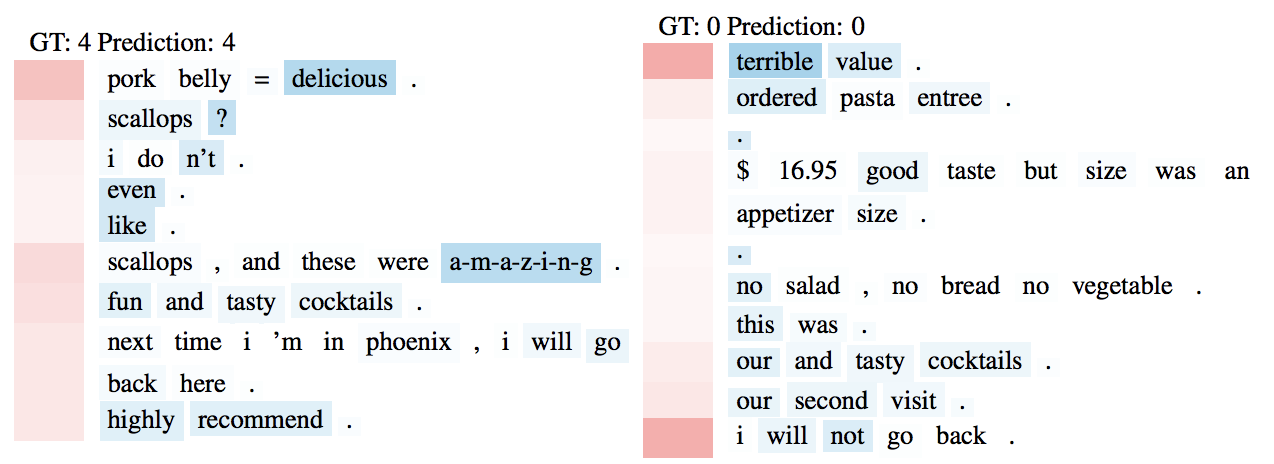 GT: 4 Prediction: 4
pork belly = delicious .
scallops ?
i do n't .
even .
like .
scallops , and these were a-m-a-z-i-n-g .
fun and tasty cocktails .
next time i 'm in phoenix , i will go
back here .
highly recommend .
GT: 0 Prediction: 0
terrible value .
ordered pasta entree .
.
$ 16.95 good taste but size was an
appetizer size .
.
no salad , no bread no vegetable .
this was .
our and tasty cocktails .
our second visit .
i will not go back .